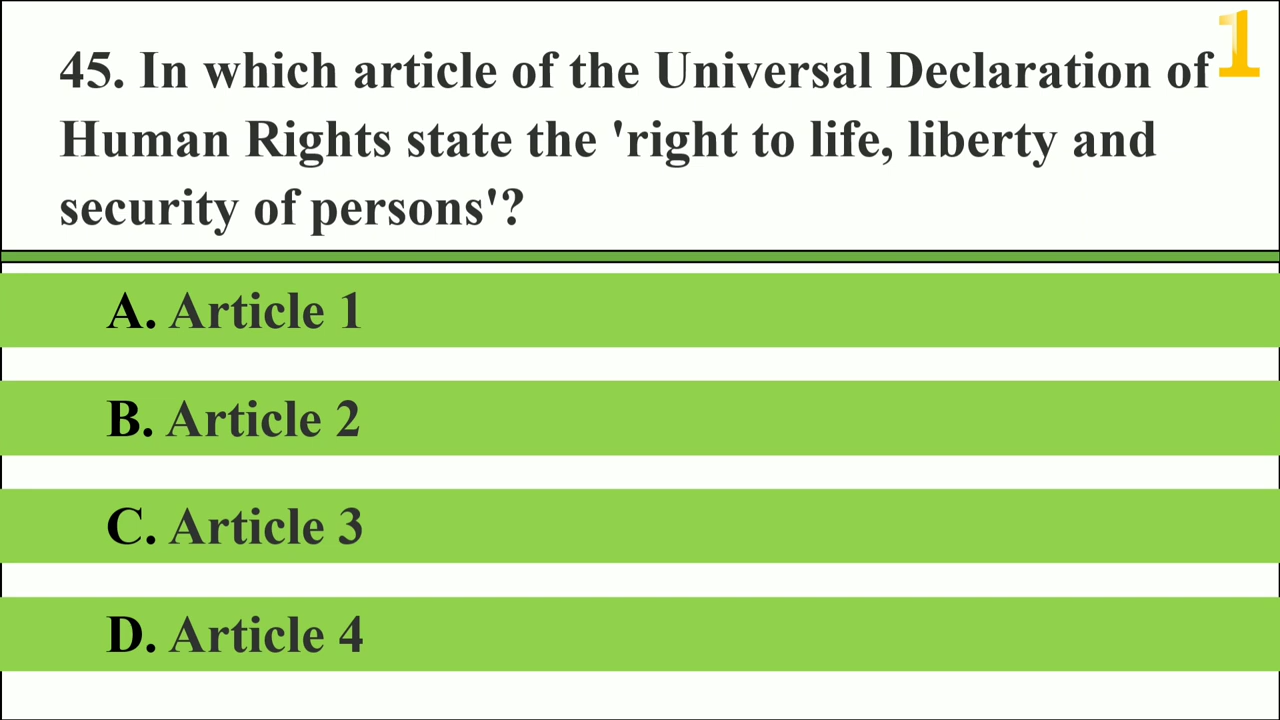 45. In which article of the Universal Declaration of
Human Rights state the 'right to life, liberty and
security of persons'?
1
A. Article 1
B. Article 2
C. Article 3
D. Article 4